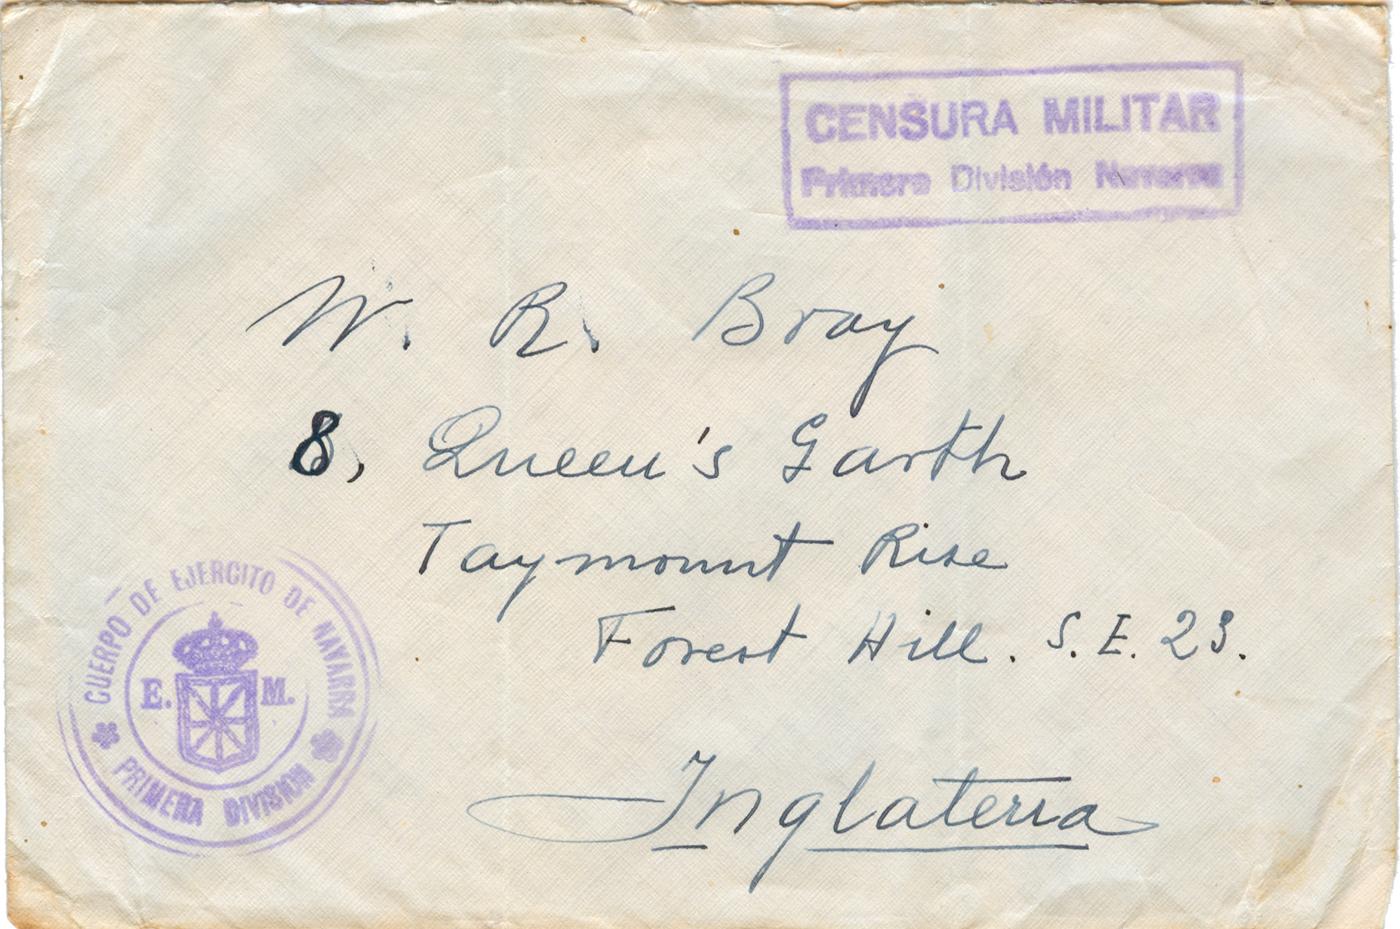 CENSURA MILITAR
Primera División Navarra
W. R. Bray
8, Queen's Garth
Taymount Rise
Forest Hill. S.E. 23.
Inglaterra
CUERPO DE EJERCITO DE NAVARRA
E. M.
PRIMERA DIVISION